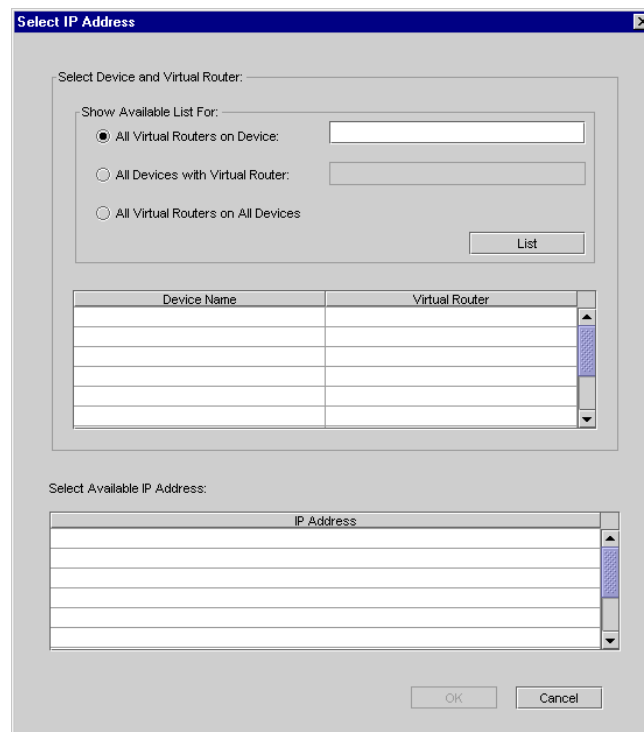 Select IP Address
Select Device and Virtual Router:
Show Available List For:
All Virtual Routers on Device:
All Devices with Virtual Router:
All Virtual Routers on All Devices
List
Device Name Virtual Router
Select Available IP Address:
IP Address
OK Cancel